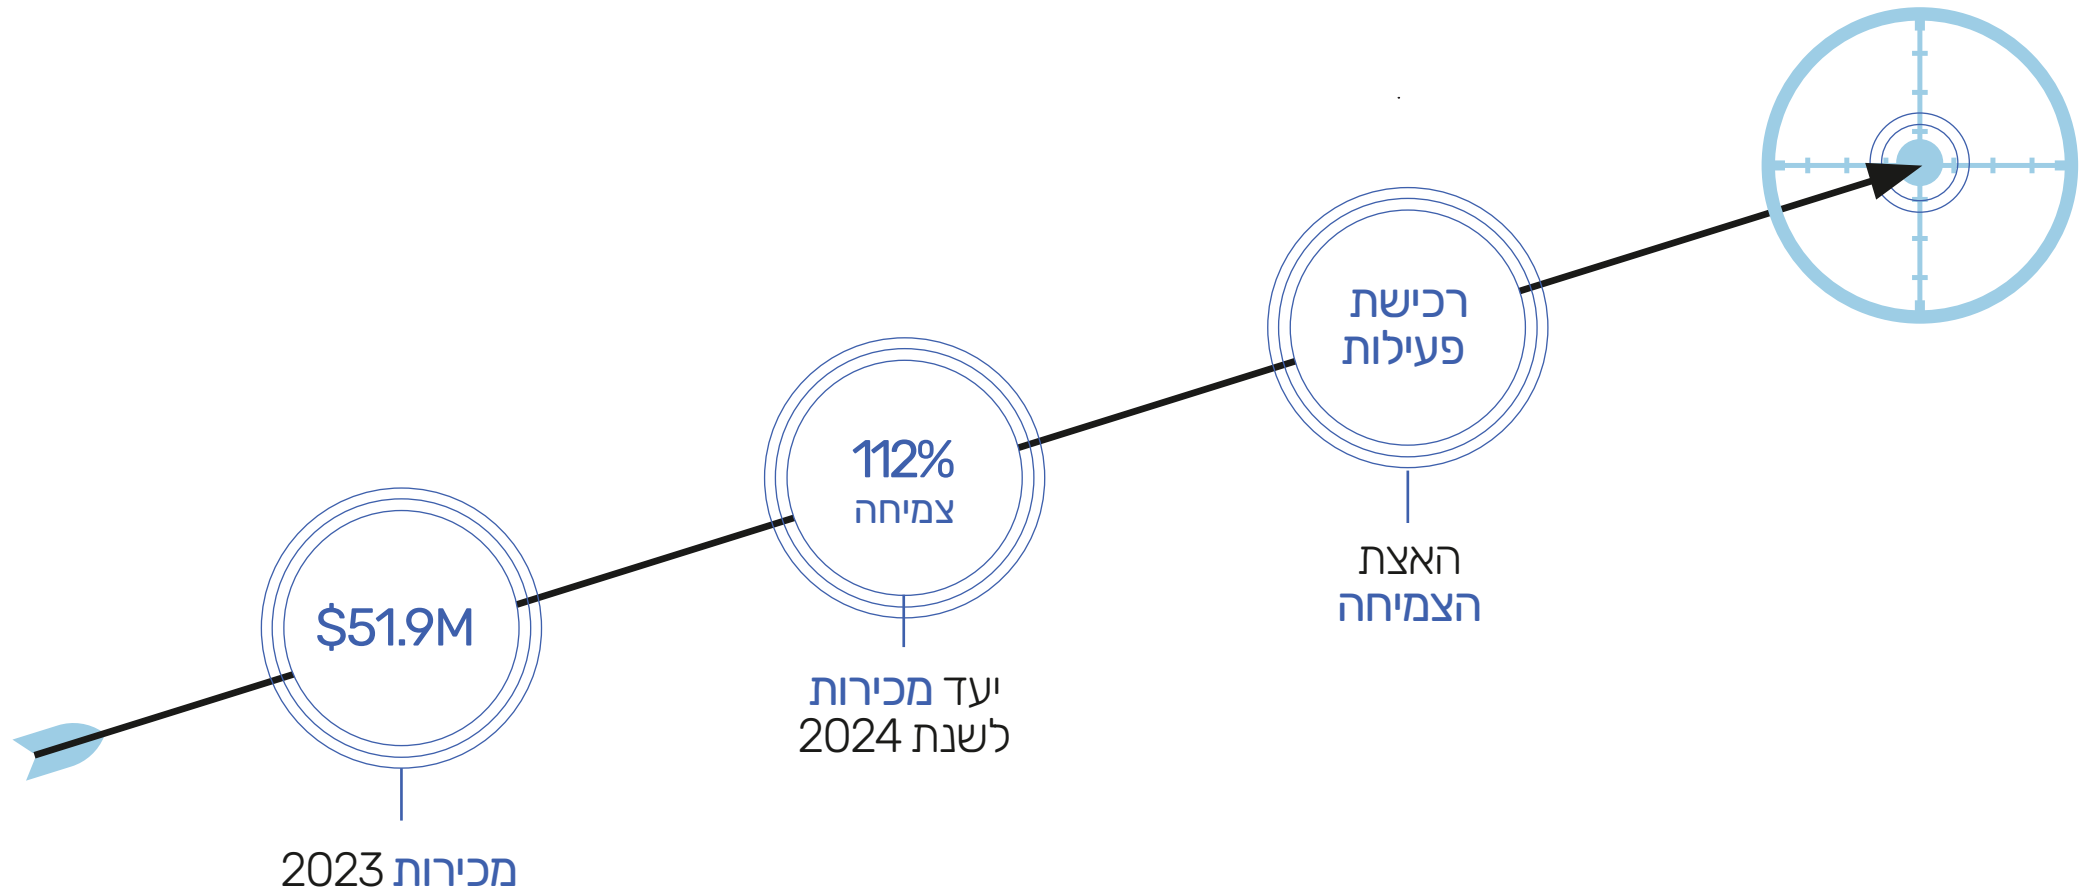 $51.9M
מכירות 2023
112%
צמיחה
יעד מכירות
לשנת 2024
רכישת
פעילות
האצת
הצמיחה